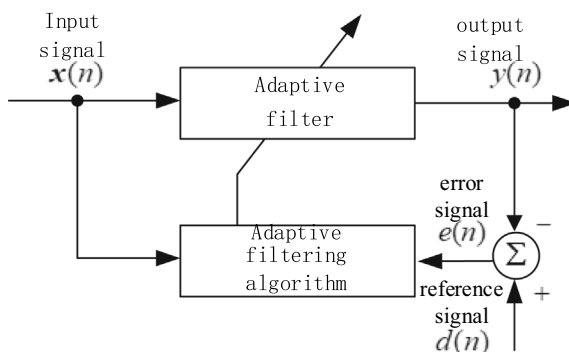 Input
signal
x(n)
output
signal
y(n)
Adaptive
filter
error
signal
e(n)
−
Adaptive
filtering
algorithm
Σ
reference
signal
d(n)
+